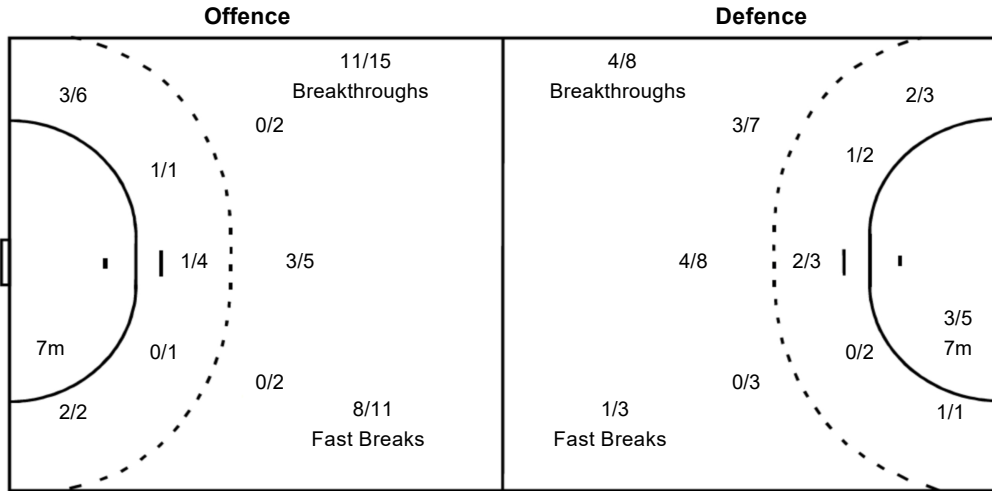 Offence
Defence
11/15
Breakthroughs
4/8
Breakthroughs
3/6
2/3
0/2
3/7
1/1
1/2
1/4
3/5
4/8
2/3
3/5
7m
7m
0/1
0/2
0/2
0/3
2/2
8/11
Fast Breaks
1/3
Fast Breaks
1/1